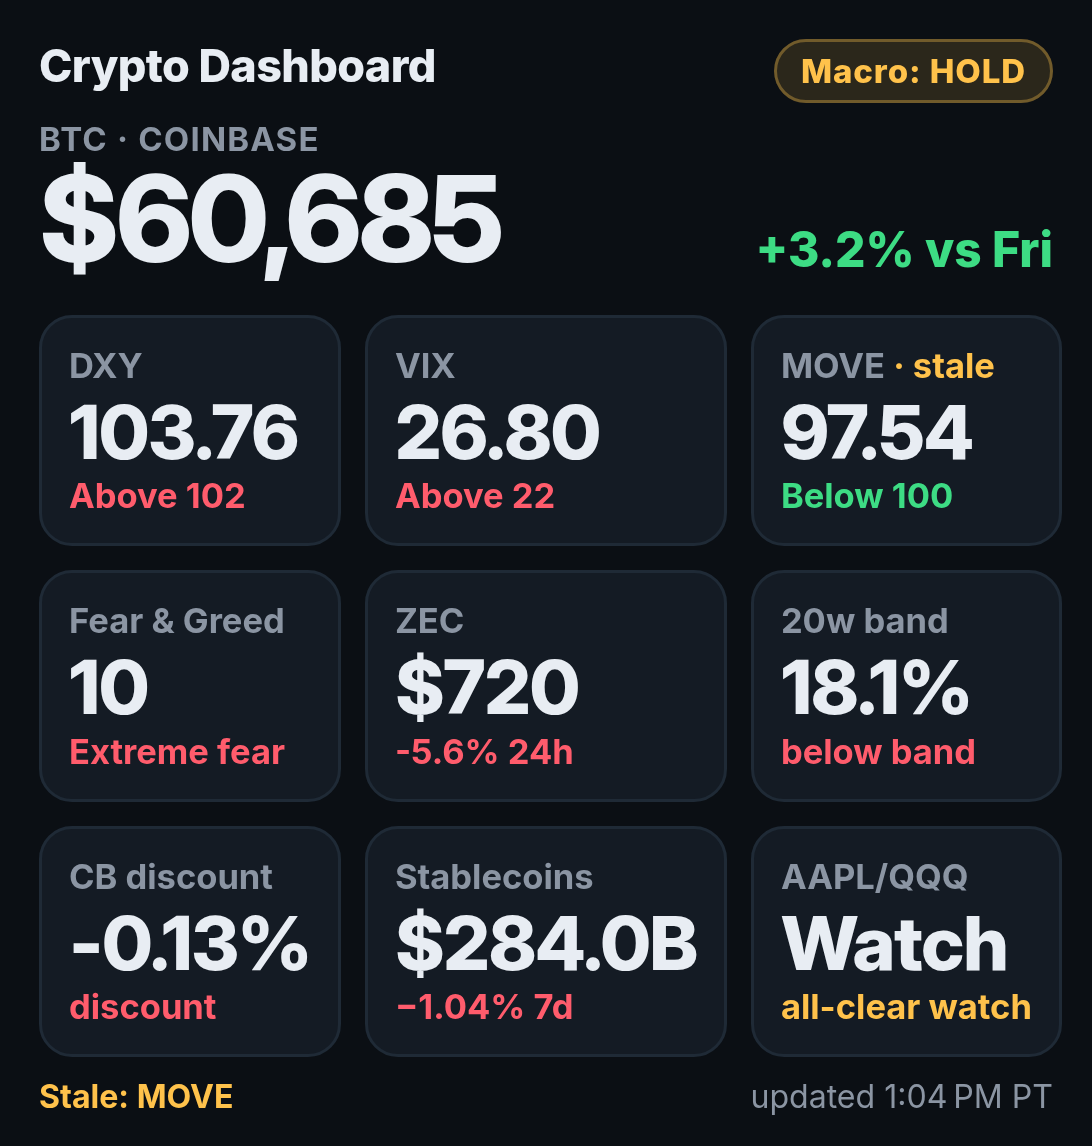 Crypto Dashboard
Macro: HOLD
BTC · COINBASE
$60,685
+3.2% vs Fri
DXY
103.76
Above 102
VIX
26.80
Above 22
MOVE · stale
97.54
Below 100
Fear & Greed
10
Extreme fear
ZEC
$720
-5.6% 24h
20w band
18.1%
below band
CB discount
-0.13%
discount
Stablecoins
$284.0B
−1.04% 7d
AAPL/QQQ
Watch
all-clear watch
Stale: MOVE
updated 1:04 PM PT